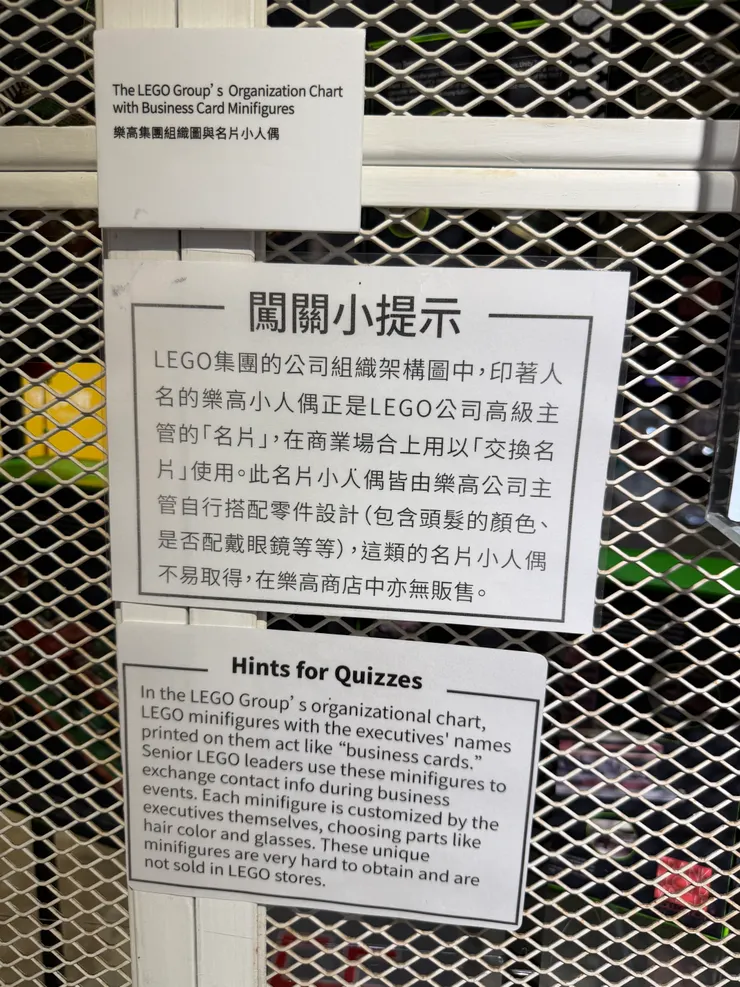 The LEGO Group's Organization Chart
with Business Card Minifigures
樂高集團組織圖與名片小人偶
闖關小提示
LEGO集團的公司組織架構圖中，印著人
名的樂高小人偶正是LEGO公司高級主
管的「名片」，在商業場合上用以「交換名
片」使用。此名片小人偶皆由樂高公司主
管自行搭配零件設計（包含頭髮的顏色、
是否配戴眼鏡等等），這類的名片小人偶
不易取得，在樂高商店中亦無販售。
Hints for Quizzes
In the LEGO Group's organizational chart,
LEGO minifigures with the executives' names
printed on them act like “business cards.”
Senior LEGO leaders use these minifigures to
exchange contact info during business
events. Each minifigure is customized by the
executives themselves, choosing parts like
hair color and glasses. These unique
minifigures are very hard to obtain and are
not sold in LEGO stores.